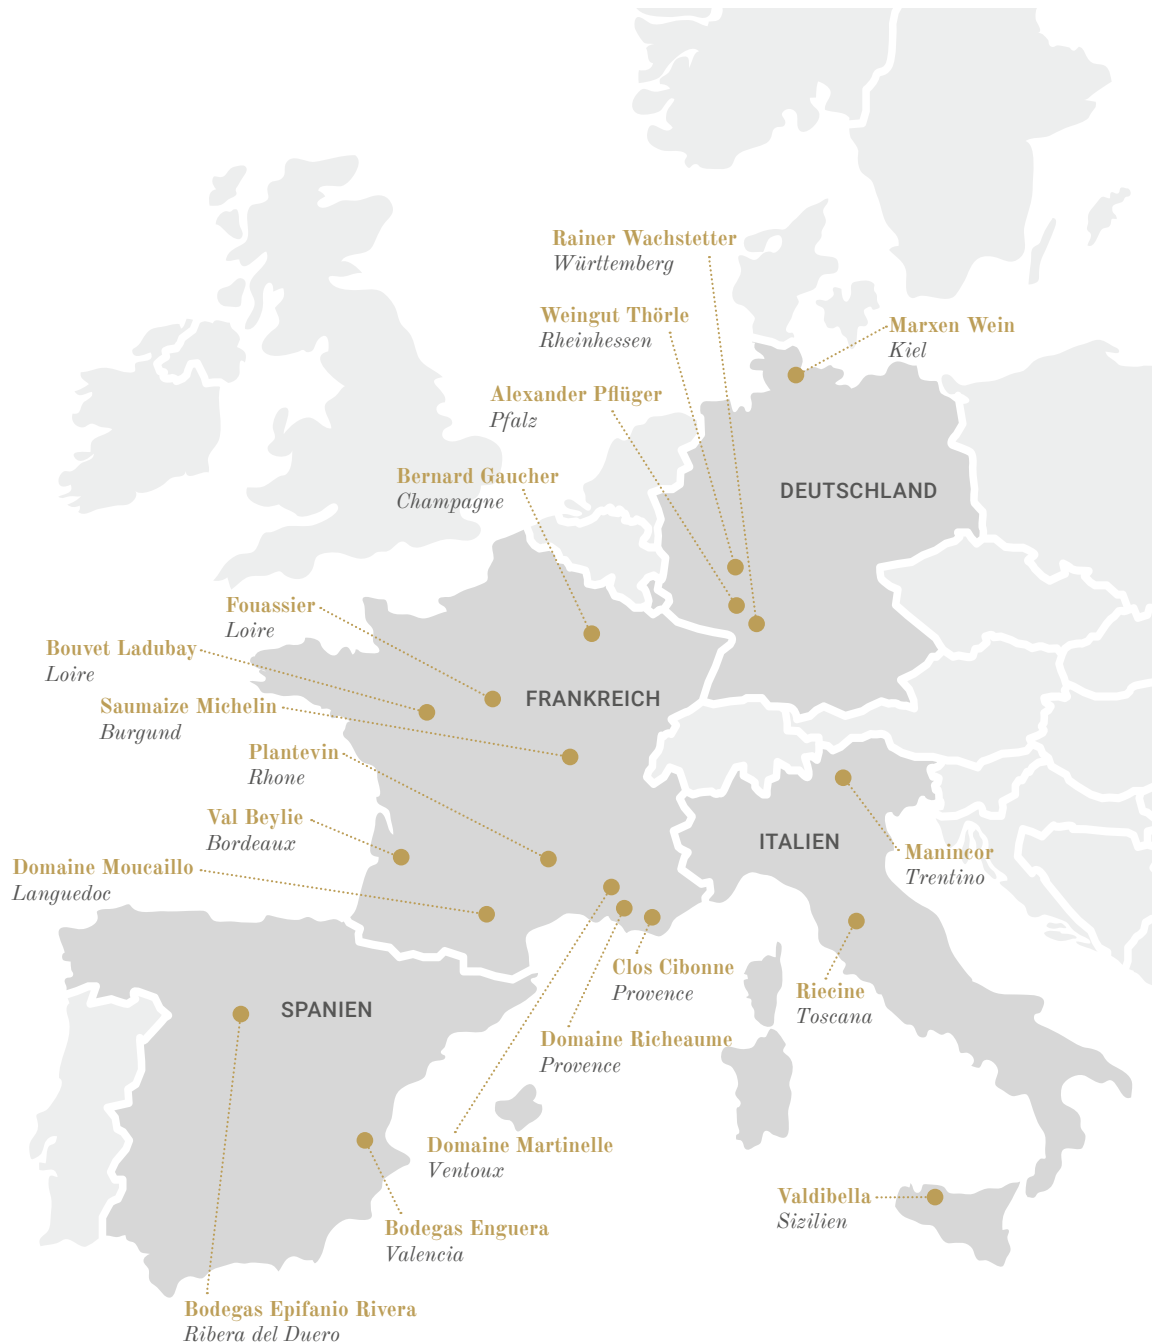 Rainer Wachstetter
Württemberg
Weingut Thörle
Rheinhessen
Marxen Wein
Kiel
Alexander Pflüger
Pfalz
Bernard Gaucher
Champagne
DEUTSCHLAND
Fouassier
Loire
Bouvet Ladubay
Loire
FRANKREICH
Saumaize Michelin
Burgund
Plantevin
Rhone
Val Beylie
Bordeaux
ITALIEN
Manincor
Trentino
Domaine Moucaillo
Languedoc
Clos Cibonne
Provence
Riecine
Toscana
SPANIEN
Domaine Richeaume
Provence
Domaine Martinelle
Ventoux
Valdibella
Sizilien
Bodegas Enguera
Valencia
Bodegas Epifanio Rivera
Ribera del Duero